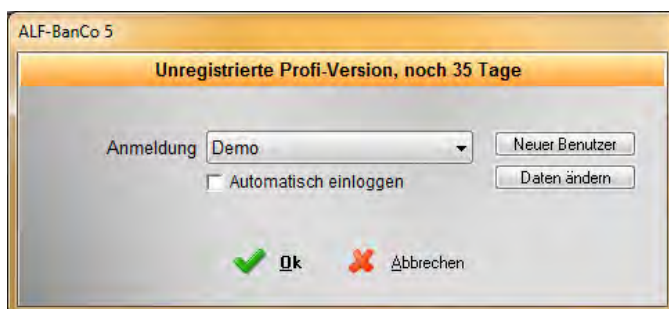 ALF-BanCo 5
Unregistrierte Profi-Version, noch 35 Tage
Anmeldung Demo Neuer Benutzer
Automatisch einloggen Daten ändern
Ok Abbrechen